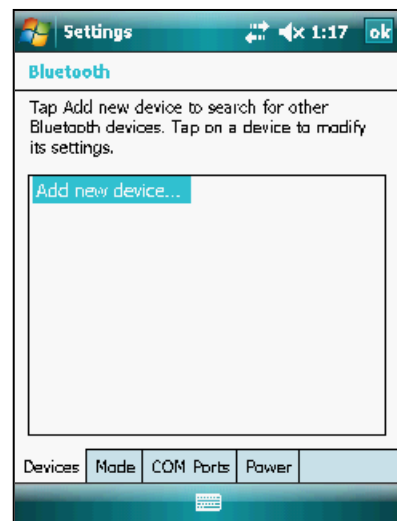 Settings 1:17 ok
Bluetooth
Tap Add new device to search for other
Bluetooth devices. Tap on a device to modify
its settings.
Add new device...
Devices Mode COM Ports Power